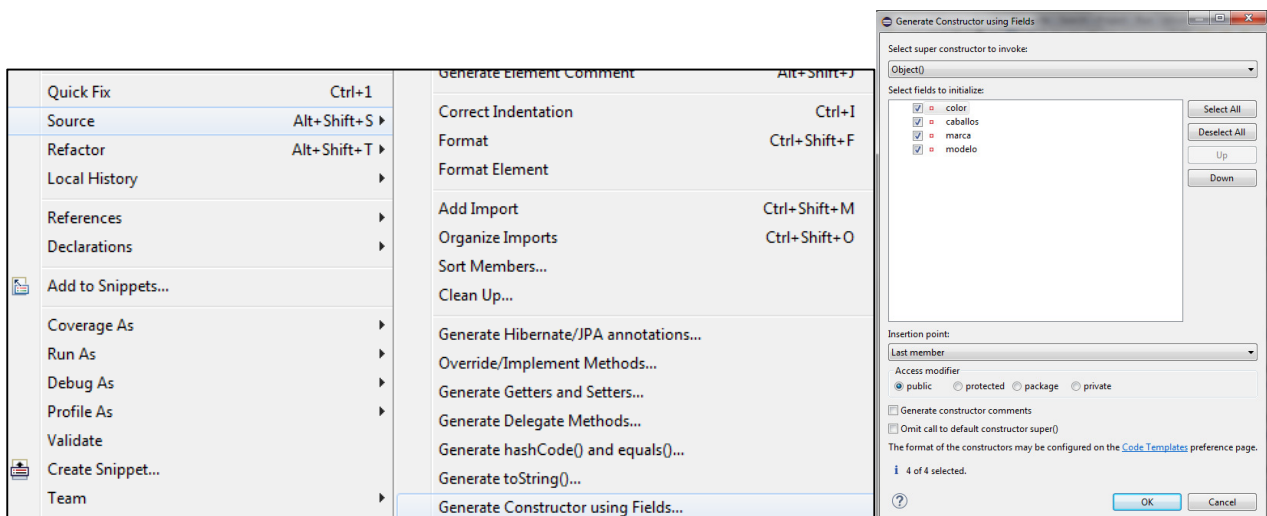 Quick Fix Ctrl+1
Source Alt+Shift+S
Refactor Alt+Shift+T
Local History
References
Declarations
Add to Snippets...
Coverage As
Run As
Debug As
Profile As
Validate
Create Snippet...
Team
Generate Element Comment Alt+Shift+J
Correct Indentation Ctrl+I
Format Ctrl+Shift+F
Format Element
Add Import Ctrl+Shift+M
Organize Imports Ctrl+Shift+O
Sort Members...
Clean Up...
Generate Hibernate/JPA annotations...
Override/Implement Methods...
Generate Getters and Setters...
Generate Delegate Methods...
Generate hashCode() and equals()...
Generate toString()...
Generate Constructor using Fields...
Generate Constructor using Fields
Select super constructor to invoke:
Object()
Select fields to initialize:
color
caballos
marca
modelo
Select All
Deselect All
Up
Down
Insertion point:
Last member
Access modifier
public protected package private
Generate constructor comments
Omit call to default constructor super()
The format of the constructors may be configured on the Code Templates preference page.
4 of 4 selected.
OK Cancel